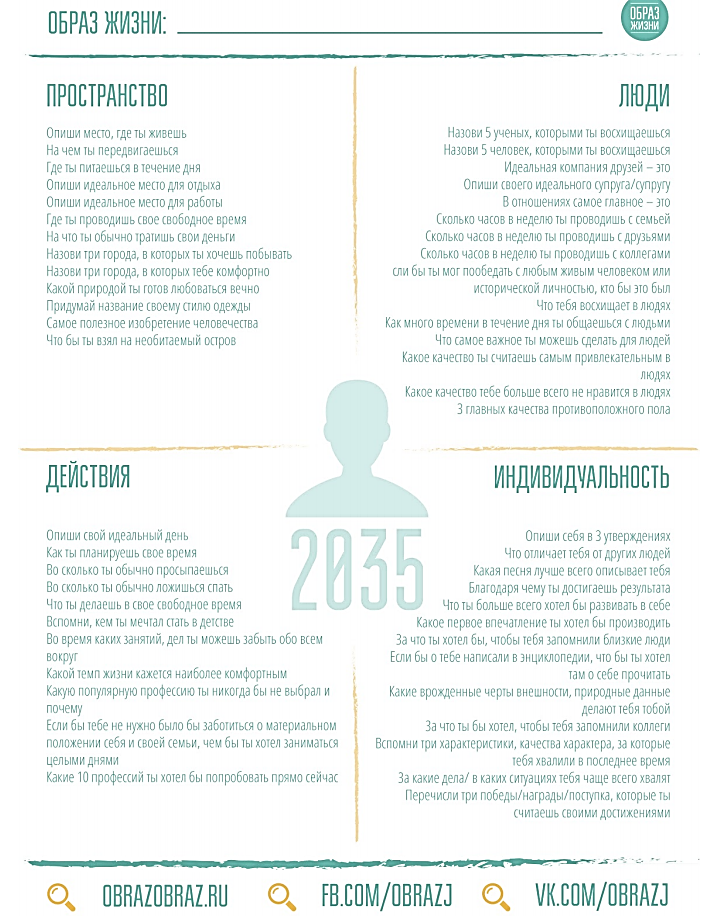 ОБРАЗ ЖИЗНИ:
ОБРАЗ
ЖИЗНИ
ПРОСТРАНСТВО
Опиши место, где ты живешь
На чем ты передвигаешься
Где ты питаешься в течение дня
Опиши идеальное место для отдыха
Опиши идеальное место для работы
Где ты проводишь свое свободное время
На что ты обычно тратишь свои деньги
Назови три города, в которых ты хочешь побывать
Назови три города, в которых тебе комфортно
Какой природой ты готов любоваться вечно
Придумай название своему стилю одежды
Самое полезное изобретение человечества
Что бы ты взял на необитаемый остров
ЛЮДИ
Назови 5 ученых, которыми ты восхищаешься
Назови 5 человек, которыми ты восхищаешься
Идеальная компания друзей – это
Опиши своего идеального супруга/супругу
В отношениях самое главное – это
Сколько часов в неделю ты проводишь с семьей
Сколько часов в неделю ты проводишь с друзьями
Сколько часов в неделю ты проводишь с коллегами
сли бы ты мог пообедать с любым живым человеком или
исторической личностью, кто бы это был
Что тебя восхищает в людях
Как много времени в течение дня ты общаешься с людьми
Что самое важное ты можешь сделать для людей
Какое качество ты считаешь самым привлекательным в
людях
Какое качество тебе больше всего не нравится в людях
3 главных качества противоположного пола
ДЕЙСТВИЯ
Опиши свой идеальный день
Как ты планируешь свое время
Во сколько ты обычно просыпаешься
Во сколько ты обычно ложишься спать
Что ты делаешь в свое свободное время
Вспомни, кем ты мечтал стать в детстве
Во время каких занятий, дел ты можешь забыть обо всем
вокруг
Какой темп жизни кажется наиболее комфортным
Какую популярную профессию ты никогда бы не выбрал и
почему
Если бы тебе не нужно было бы заботиться о материальном
положении себя и своей семьи, чем бы ты хотел заниматься
целыми днями
Какие 10 профессий ты хотел бы попробовать прямо сейчас
2035
ИНДИВИДУАЛЬНОСТЬ
Опиши себя в 3 утверждениях
Что отличает тебя от других людей
Какая песня лучше всего описывает тебя
Благодаря чему ты достигаешь результата
Что ты больше всего хотел бы развивать в себе
Какое первое впечатление ты хотел бы производить
За что ты хотел бы, чтобы тебя запомнили близкие люди
Если бы о тебе написали в энциклопедии, что бы ты хотел
там о себе прочитать
Какие врожденные черты внешности, природные данные
делают тебя тобой
За что ты бы хотел, чтобы тебя запомнили коллеги
Вспомни три характеристики, качества характера, за которые
тебя хвалили в последнее время
За какие дела/ в каких ситуациях тебя чаще всего хвалят
Перечисли три победы/награды/поступка, которые ты
считаешь своими достижениями
OBRAZOBRAZ.RU
FB.COM/OBRAZJ
VK.COM/OBRAZJ